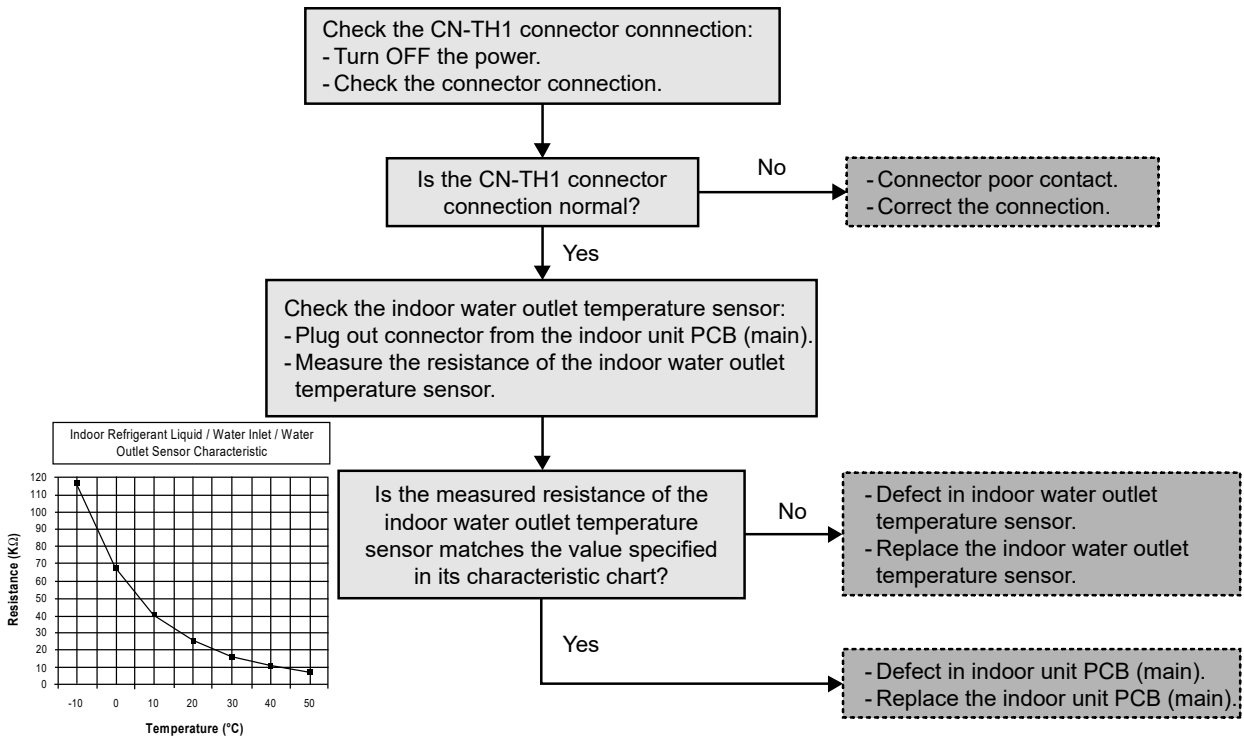 Check the CN-TH1 connector connnection:
- Turn OFF the power.
- Check the connector connection.
Is the CN-TH1 connector
connection normal?
No
- Connector poor contact.
- Correct the connection.
Yes
Check the indoor water outlet temperature sensor:
- Plug out connector from the indoor unit PCB (main).
- Measure the resistance of the indoor water outlet
temperature sensor.
Indoor Refrigerant Liquid / Water Inlet / Water
Outlet Sensor Characteristic
Resistance (KΩ)
120
110
100
90
80
70
60
50
40
30
20
10
0
-10 0 10 20 30 40 50
Temperature (°C)
Is the measured resistance of the
indoor water outlet temperature
sensor matches the value specified
in its characteristic chart?
No
- Defect in indoor water outlet
temperature sensor.
- Replace the indoor water outlet
temperature sensor.
Yes
- Defect in indoor unit PCB (main).
- Replace the indoor unit PCB (main).